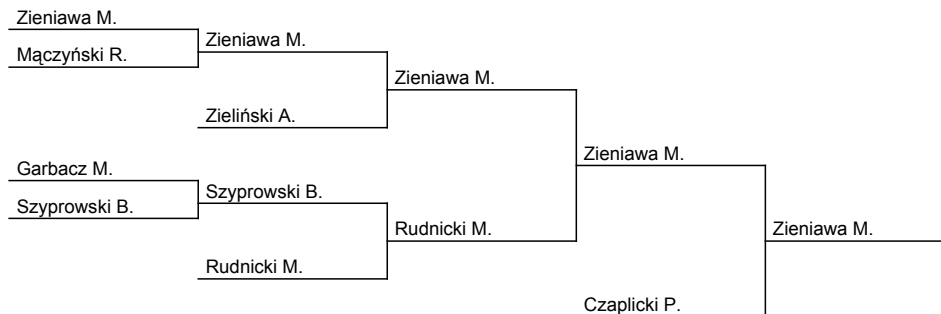 Zieniawa M.
Mączyński R.
Zieniawa M.
Zieliński A.
Zieniawa M.
Garbacz M.
Szyprowski B.
Szyprowski B.
Rudnicki M.
Rudnicki M.
Zieniawa M.
Czaplicki P.
Zieniawa M.